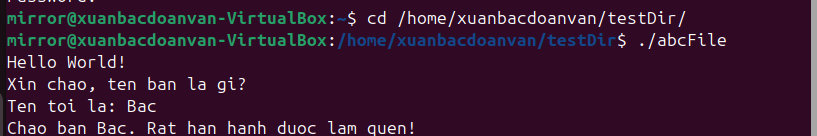 mirror@xuanbacdoanvan-VirtualBox:~$ cd /home/xuanbacdoanvan/testDir/
mirror@xuanbacdoanvan-VirtualBox:/home/xuanbacdoanvan/testDir$ ./abcFile
Hello World!
Xin chao, ten ban la gi?
Ten toi la: Bac
Chao ban Bac. Rat han hanh duoc lam quen!